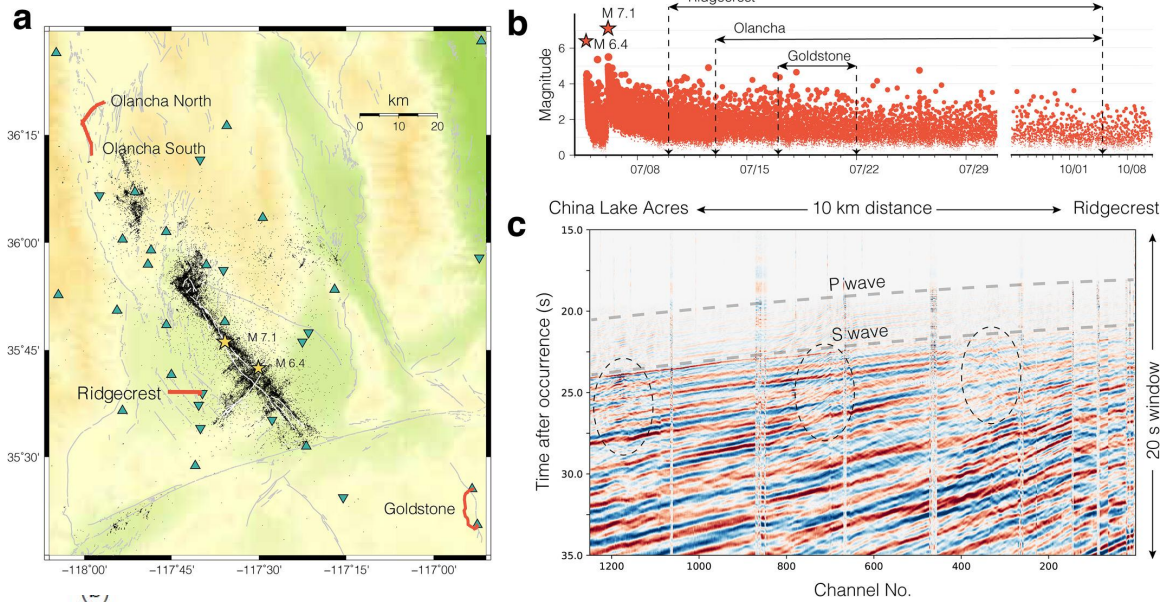 a
Olancha North
Olancha South
km
0 10 20
M 7.1
M 6.4
Ridgecrest
Goldstone
36°15'
36°00'
35°45'
35°30'
−118°00' −117°45' −117°30' −117°15' −117°00'
b
Ridgecrest
M 7.1
M 6.4
Olancha
Goldstone
Magnitude
6
4
2
0
07/08 07/15 07/22 07/29 10/01 10/08
China Lake Acres 10 km distance Ridgecrest
c
P wave
S wave
Time after occurrence (s)
15.0
20.0
25.0
30.0
35.0
20 s window
1200 1000 800 600 400 200
Channel No.